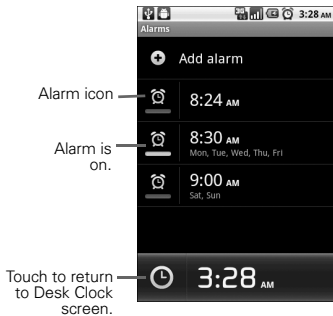 3:28 AM
Alarms
Add alarm
Alarm icon
8:24 AM
Alarm is
on.
8:30 AM
Mon, Tue, Wed, Thu, Fri
9:00 AM
Sat, Sun
Touch to return
to Desk Clock
screen.
3:28 AM